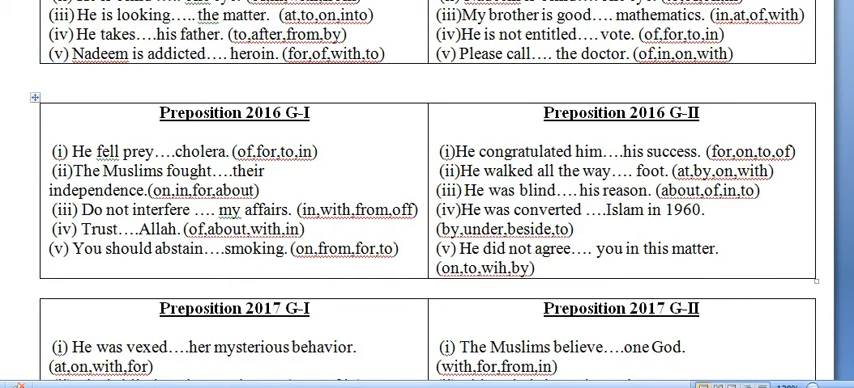 (iii) He is looking….. the matter. (at,to,on,into)
(iv) He takes….his father. (to,after,from,by)
(v) Nadeem is addicted…. heroin. (for,of,with,to)
(iii)My brother is good…. mathematics. (in,at,of,with)
(iv)He is not entitled…. vote. (of,for,to,in)
(v) Please call…. the doctor. (of,in,on,with)
Preposition 2016 G-I
(i) He fell prey….cholera. (of,for,to,in)
(ii)The Muslims fought….their
independence.(on,in,for,about)
(iii) Do not interfere …. my affairs. (in,with,from,off)
(iv) Trust….Allah. (of,about,with,in)
(v) You should abstain….smoking. (on,from,for,to)
Preposition 2016 G-II
(i)He congratulated him….his success. (for,on,to,of)
(ii)He walked all the way…. foot. (at,by,on,with)
(iii) He was blind…. his reason. (about,of,in,to)
(iv)He was converted ….Islam in 1960.
(by,under,beside,to)
(v) He did not agree…. you in this matter.
(on,to,wih,by)
Preposition 2017 G-I
(i) He was vexed….her mysterious behavior.
(at,on,with,for)
Preposition 2017 G-II
(i) The Muslims believe….one God.
(with,for,from,in)